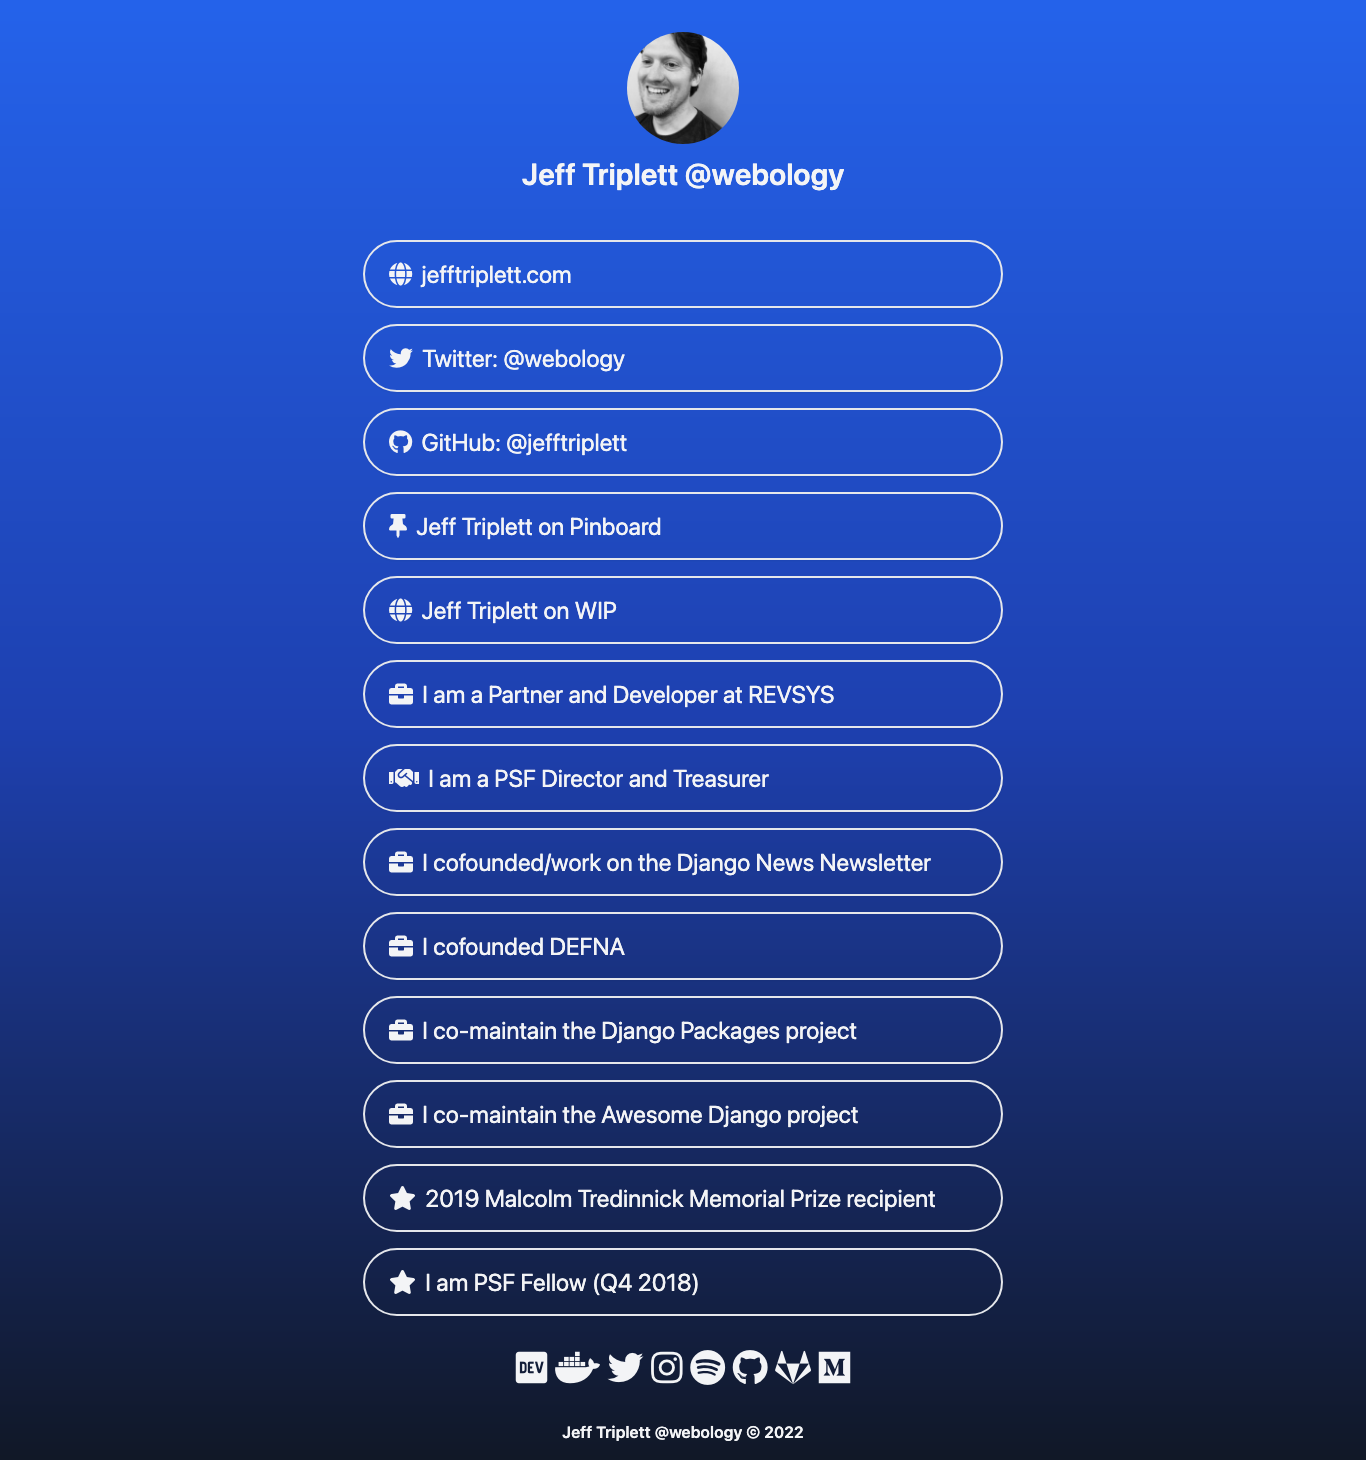 Jeff Triplett @webology
jefftriplett.com
Twitter: @webology
GitHub: @jefftriplett
Jeff Triplett on Pinboard
Jeff Triplett on WIP
I am a Partner and Developer at REVSYS
I am a PSF Director and Treasurer
I cofounded/work on the Django News Newsletter
I cofounded DEFNA
I co-maintain the Django Packages project
I co-maintain the Awesome Django project
2019 Malcolm Tredinnick Memorial Prize recipient
I am PSF Fellow (Q4 2018)
DEV M
Jeff Triplett @webology © 2022